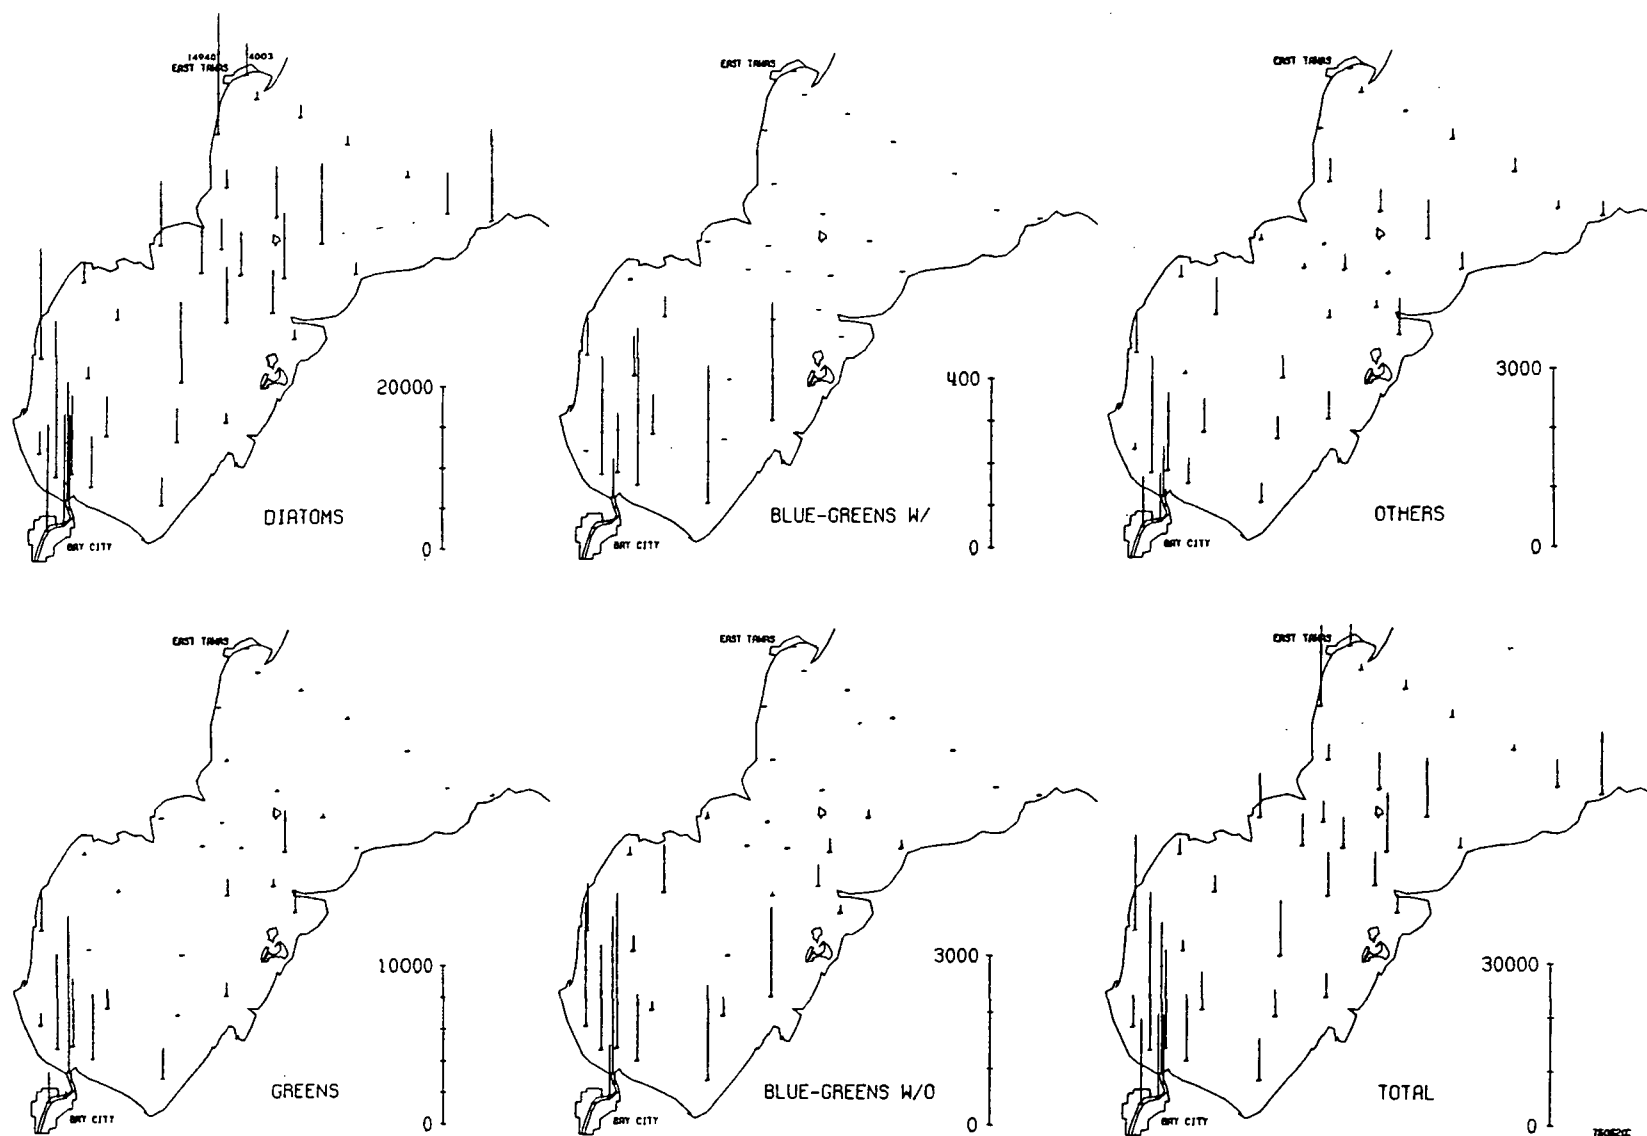 14940 4003
EAST TAWAS
20000
0
DIATOMS
BAY CITY
EAST TAWAS
400
0
BLUE-GREENS W/
BAY CITY
EAST TAWAS
3000
0
OTHERS
BAY CITY
EAST TAWAS
10000
0
GREENS
BAY CITY
EAST TAWAS
3000
0
BLUE-GREENS W/O
BAY CITY
EAST TAWAS
30000
0
TOTAL
BAY CITY